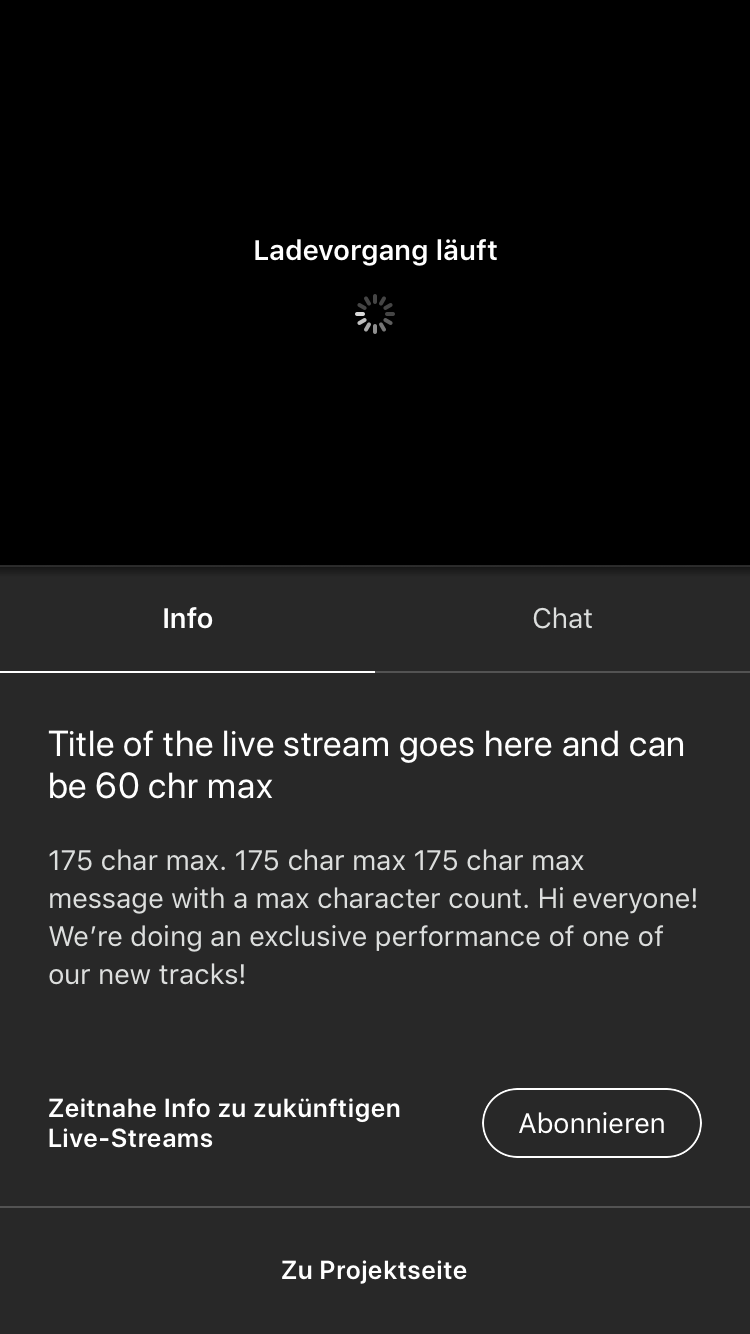 Ladevorgang läuft
Info
Chat
Title of the live stream goes here and can
be 60 chr max
175 char max. 175 char max 175 char max
message with a max character count. Hi everyone!
We’re doing an exclusive performance of one of
our new tracks!
Zeitnahe Info zu zukünftigen
Live-Streams
Abonnieren
Zu Projektseite